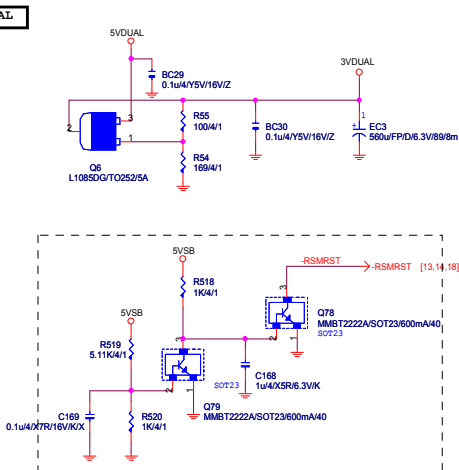 AL
5VDUAL
3VDUAL
BC29
0.1u/4/Y5V/16V/Z
3
2
1
R55
100/4/1
BC30
0.1u/4/Y5V/16V/Z
1
+
EC3
560u/FP/D/6.3V/89/8m
R54
169/4/1
Q6
L1085DG/TO252/5A
5VSB
-RSMRST
-RSMRST [13,14,18]
R518
1K/4/1
3
Q78
MMBT2222A/SOT23/600mA/40
SOT23
5VSB
R519
5.11K/4/1
3
2
1
SOT23
C168
1u/4/X5R/6.3V/K
2
1
C169
0.1u/4/X7R/16V/K/X
R520
1K/4/1
Q79
MMBT2222A/SOT23/600mA/40